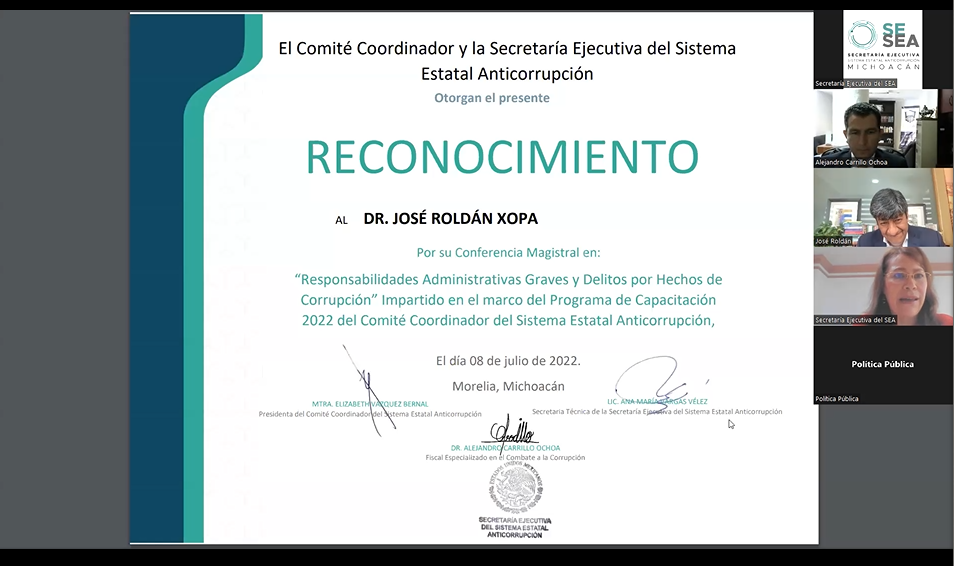 El Comité Coordinador y la Secretaría Ejecutiva del Sistema
Estatal Anticorrupción
Otorgan el presente
RECONOCIMIENTO
AL DR. JOSÉ ROLDÁN XOPA
Por su Conferencia Magistral en:
“Responsabilidades Administrativas Graves y Delitos por Hechos de
Corrupción” Impartido en el marco del Programa de Capacitación
2022 del Comité Coordinador del Sistema Estatal Anticorrupción,
El día 08 de julio de 2022.
Morelia, Michoacán
MTRA. ELIZABETH VÁZQUEZ BERNAL
Presidenta del Comité Coordinador del Sistema Estatal Anticorrupción
LIC. ANA MARÍA VARGAS VÉLEZ
Secretaria Técnica de la Secretaría Ejecutiva del Sistema Estatal Anticorrupción
DR. ALEJANDRO CARRILLO OCHOA
Fiscal Especializado en el Combate a la Corrupción
ESTADOS UNIDOS MEXICANOS
SECRETARÍA EJECUTIVA
DEL SISTEMA ESTATAL
ANTICORRUPCIÓN
SE
SEA
SECRETARÍA EJECUTIVA
SISTEMA ESTATAL ANTICORRUPCIÓN
MICHOACÁN
Secretaría Ejecutiva del SEA
Alejandro Carrillo Ochoa
José Roldán
Secretaría Ejecutiva del SEA
Política Pública
Política Pública